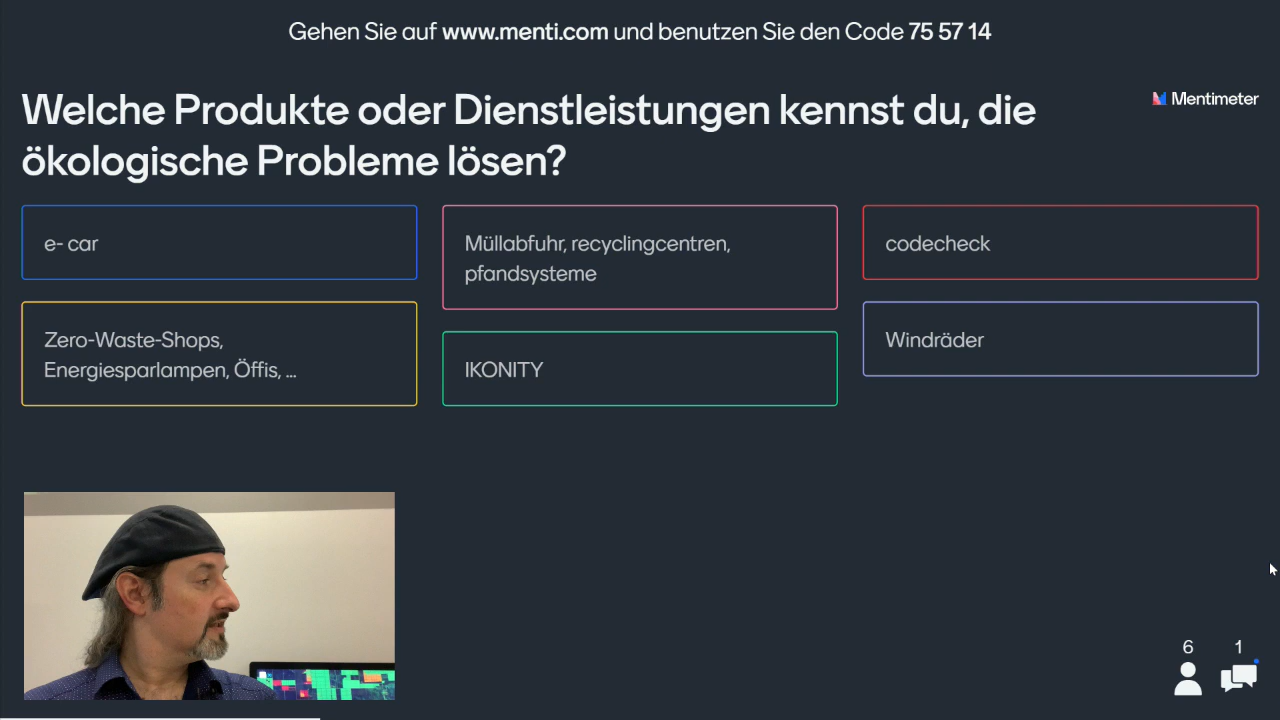 Gehen Sie auf www.menti.com und benutzen Sie den Code 75 57 14
Welche Produkte oder Dienstleistungen kennst du, die
ökologische Probleme lösen?
Mentimeter
e- car
Müllabfuhr, recyclingcentren,
pfandsysteme
codecheck
Zero-Waste-Shops,
Energiesparlampen, Öffis, ...
IKONITY
Windräder
6
1